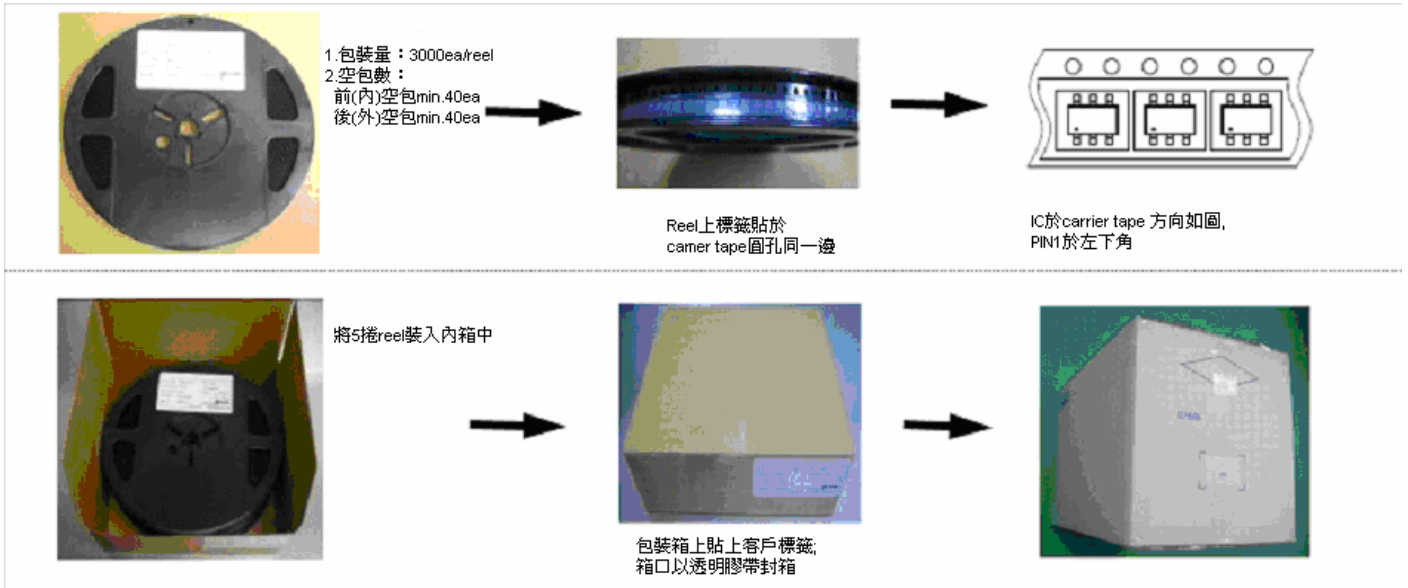 1.包裝量：3000ea/reel
2.空包數：
前(內)空包min.40ea
後(外)空包min.40ea
Reel上標籤貼於
carrier tape圓孔同一邊
IC於carrier tape 方向如圖,
PIN1於左下角
將5捲reel裝入內箱中
包裝箱上貼上客戶標籤;
箱口以透明膠帶封箱